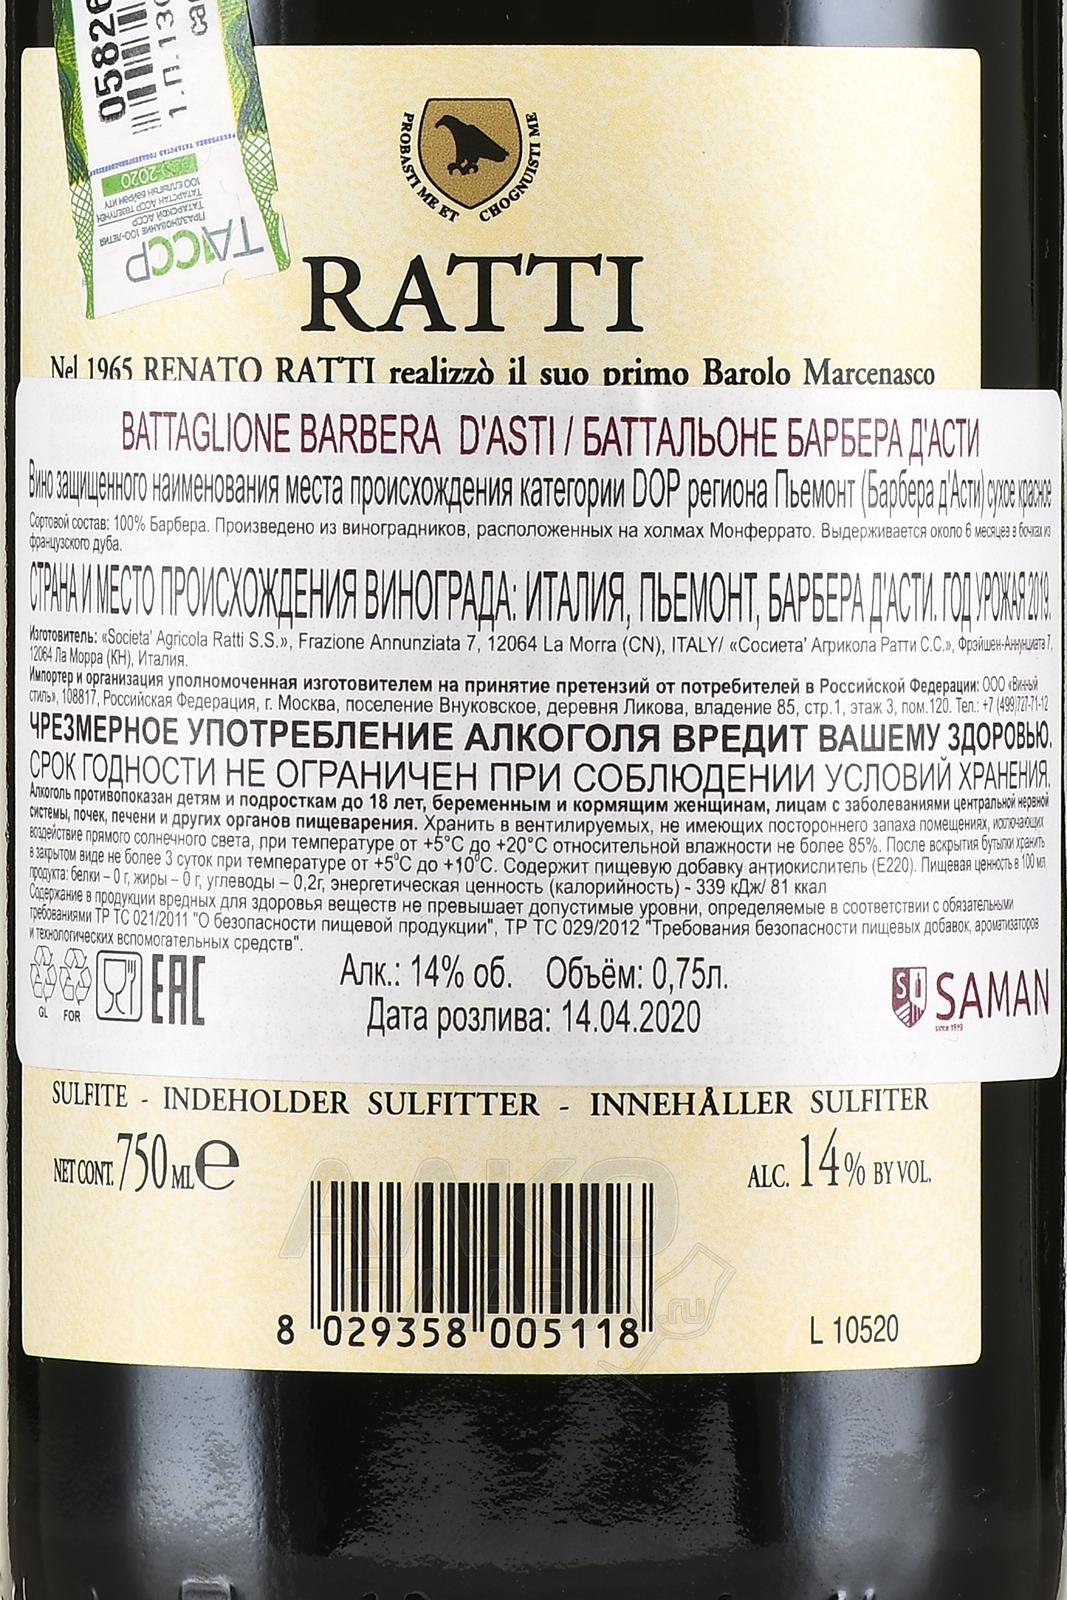 05826
1.П.130
ТАССР
ПРАЗДНОВАНИЕ 100-ЛЕТИЯ
ТАТАРСКОЙ АССР
2020
PROBASTI ME ET CHOGNUISTI ME
RATTI
Nel 1965 RENATO RATTI realizzò il suo primo Barolo Marcenasco
BATTAGLIONE BARBERA D'ASTI / БАТТАЛЬОНЕ БАРБЕРА Д'АСТИ
Вино защищенного наименования места происхождения категории DOP региона Пьемонт (Барбера д'Асти) сухое красное
Сортовой состав: 100% Барбера. Произведено из виноградников, расположенных на холмах Монферрато. Выдерживается около 6 месяцев в бочках из
французского дуба.
СТРАНА И МЕСТО ПРОИСХОЖДЕНИЯ ВИНОГРАДА: ИТАЛИЯ, ПЬЕМОНТ, БАРБЕРА Д'АСТИ. ГОД УРОЖАЯ 2019.
Изготовитель: «Societa' Agricola Ratti S.S.», Frazione Annunziata 7, 12064 La Morra (CN), ITALY/ «Сосиета' Агрикола Ратти С.С.», Фрэйшен-Аннунциата 7,
12064 Ла Морра (КН), Италия.
Импортер и организация уполномоченная изготовителем на принятие претензий от потребителей в Российской Федерации: ООО «Винный
стиль», 108817, Российская Федерация, г. Москва, поселение Внуковское, деревня Ликова, владение 85, стр.1, этаж 3, пом.120. Тел.: +7 (499)727-71-12
ЧРЕЗМЕРНОЕ УПОТРЕБЛЕНИЕ АЛКОГОЛЯ ВРЕДИТ ВАШЕМУ ЗДОРОВЬЮ.
СРОК ГОДНОСТИ НЕ ОГРАНИЧЕН ПРИ СОБЛЮДЕНИИ УСЛОВИЙ ХРАНЕНИЯ.
Алкоголь противопоказан детям и подросткам до 18 лет, беременным и кормящим женщинам, лицам с заболеваниями центральной нервной
системы, почек, печени и других органов пищеварения. Хранить в вентилируемых, не имеющих постороннего запаха помещениях, исключающих
воздействие прямого солнечного света, при температуре от +5°С до +20°С относительной влажности не более 85%. После вскрытия бутылки хранить
в закрытом виде не более 3 суток при температуре от +5°С до +10°С. Содержит пищевую добавку антиокислитель (Е220). Пищевая ценность в 100 мл
продукта: белки – 0 г, жиры – 0 г, углеводы – 0,2г, энергетическая ценность (калорийность) - 339 кДж/ 81 ккал
Содержание в продукции вредных для здоровья веществ не превышает допустимые уровни, определяемые в соответствии с обязательными
требованиями ТР ТС 021/2011 "О безопасности пищевой продукции", ТР ТС 029/2012 "Требования безопасности пищевых добавок, ароматизаторов
и технологических вспомогательных средств".
GL FOR EAC
Алк.: 14% об. Объём: 0,75л.
Дата розлива: 14.04.2020
SAMAN
since 1993
SULFITE - INDEHOLDER SULFITTER - INNEHÅLLER SULFITER
NET CONT. 750 ML e
ALC. 14% BY VOL.
АЛКО
ПЛАЗА.ru
8 029358 005118
L 10520